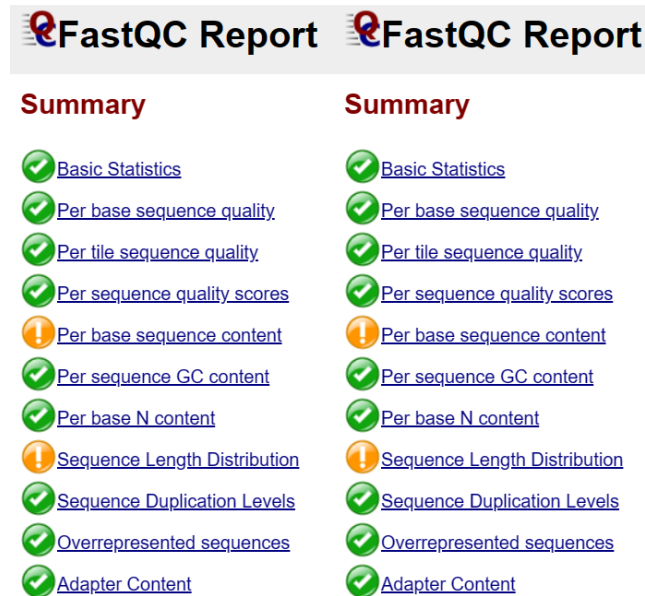 FastQC Report
Summary
Basic Statistics
Per base sequence quality
Per tile sequence quality
Per sequence quality scores
Per base sequence content
Per sequence GC content
Per base N content
Sequence Length Distribution
Sequence Duplication Levels
Overrepresented sequences
Adapter Content
FastQC Report
Summary
Basic Statistics
Per base sequence quality
Per tile sequence quality
Per sequence quality scores
Per base sequence content
Per sequence GC content
Per base N content
Sequence Length Distribution
Sequence Duplication Levels
Overrepresented sequences
Adapter Content